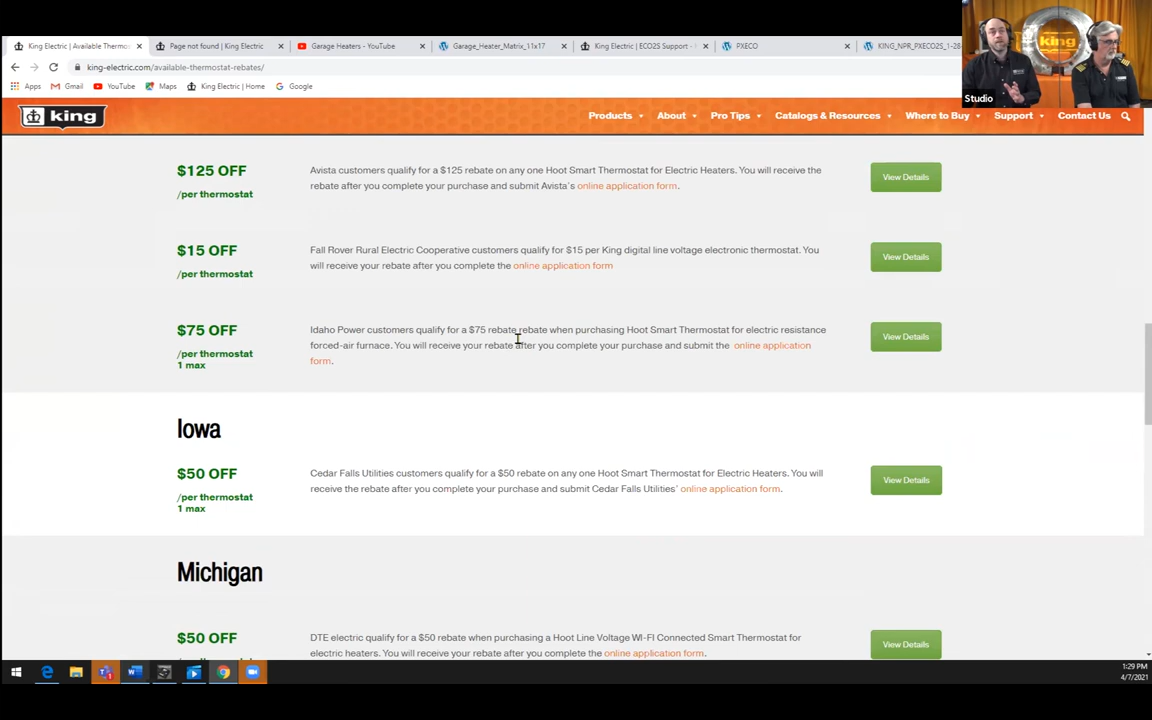 King Electric | Available Thermos
Page not found | King Electric
Garage Heaters - YouTube
Garage_Heater_Matrix_11x17
King Electric | ECO2S Support -
PXECO
KING_NPR_PXECO2S_1-28
king-electric.com/available-thermostat-rebates/
Apps
Gmail
YouTube
Maps
King Electric | Home
Google
king
Studio
king
Products
About
Pro Tips
Catalogs & Resources
Where to Buy
Support
Contact Us
$125 OFF
/per thermostat
Avista customers qualify for a $125 rebate on any one Hoot Smart Thermostat for Electric Heaters. You will receive the
rebate after you complete your purchase and submit Avista's online application form.
View Details
$15 OFF
/per thermostat
Fall Rover Rural Electric Cooperative customers qualify for $15 per King digital line voltage electronic thermostat. You
will receive your rebate after you complete the online application form
View Details
$75 OFF
/per thermostat
1 max
Idaho Power customers qualify for a $75 rebate rebate when purchasing Hoot Smart Thermostat for electric resistance
forced-air furnace. You will receive your rebate after you complete your purchase and submit the online application
form.
View Details
Iowa
$50 OFF
/per thermostat
1 max
Cedar Falls Utilities customers qualify for a $50 rebate on any one Hoot Smart Thermostat for Electric Heaters. You will
receive the rebate after you complete your purchase and submit Cedar Falls Utilities' online application form.
View Details
Michigan
$50 OFF
DTE electric qualify for a $50 rebate when purchasing a Hoot Line Voltage WI-FI Connected Smart Thermostat for
electric heaters. You will receive your rebate after you complete the online application form.
View Details
1:29 PM
4/7/2021